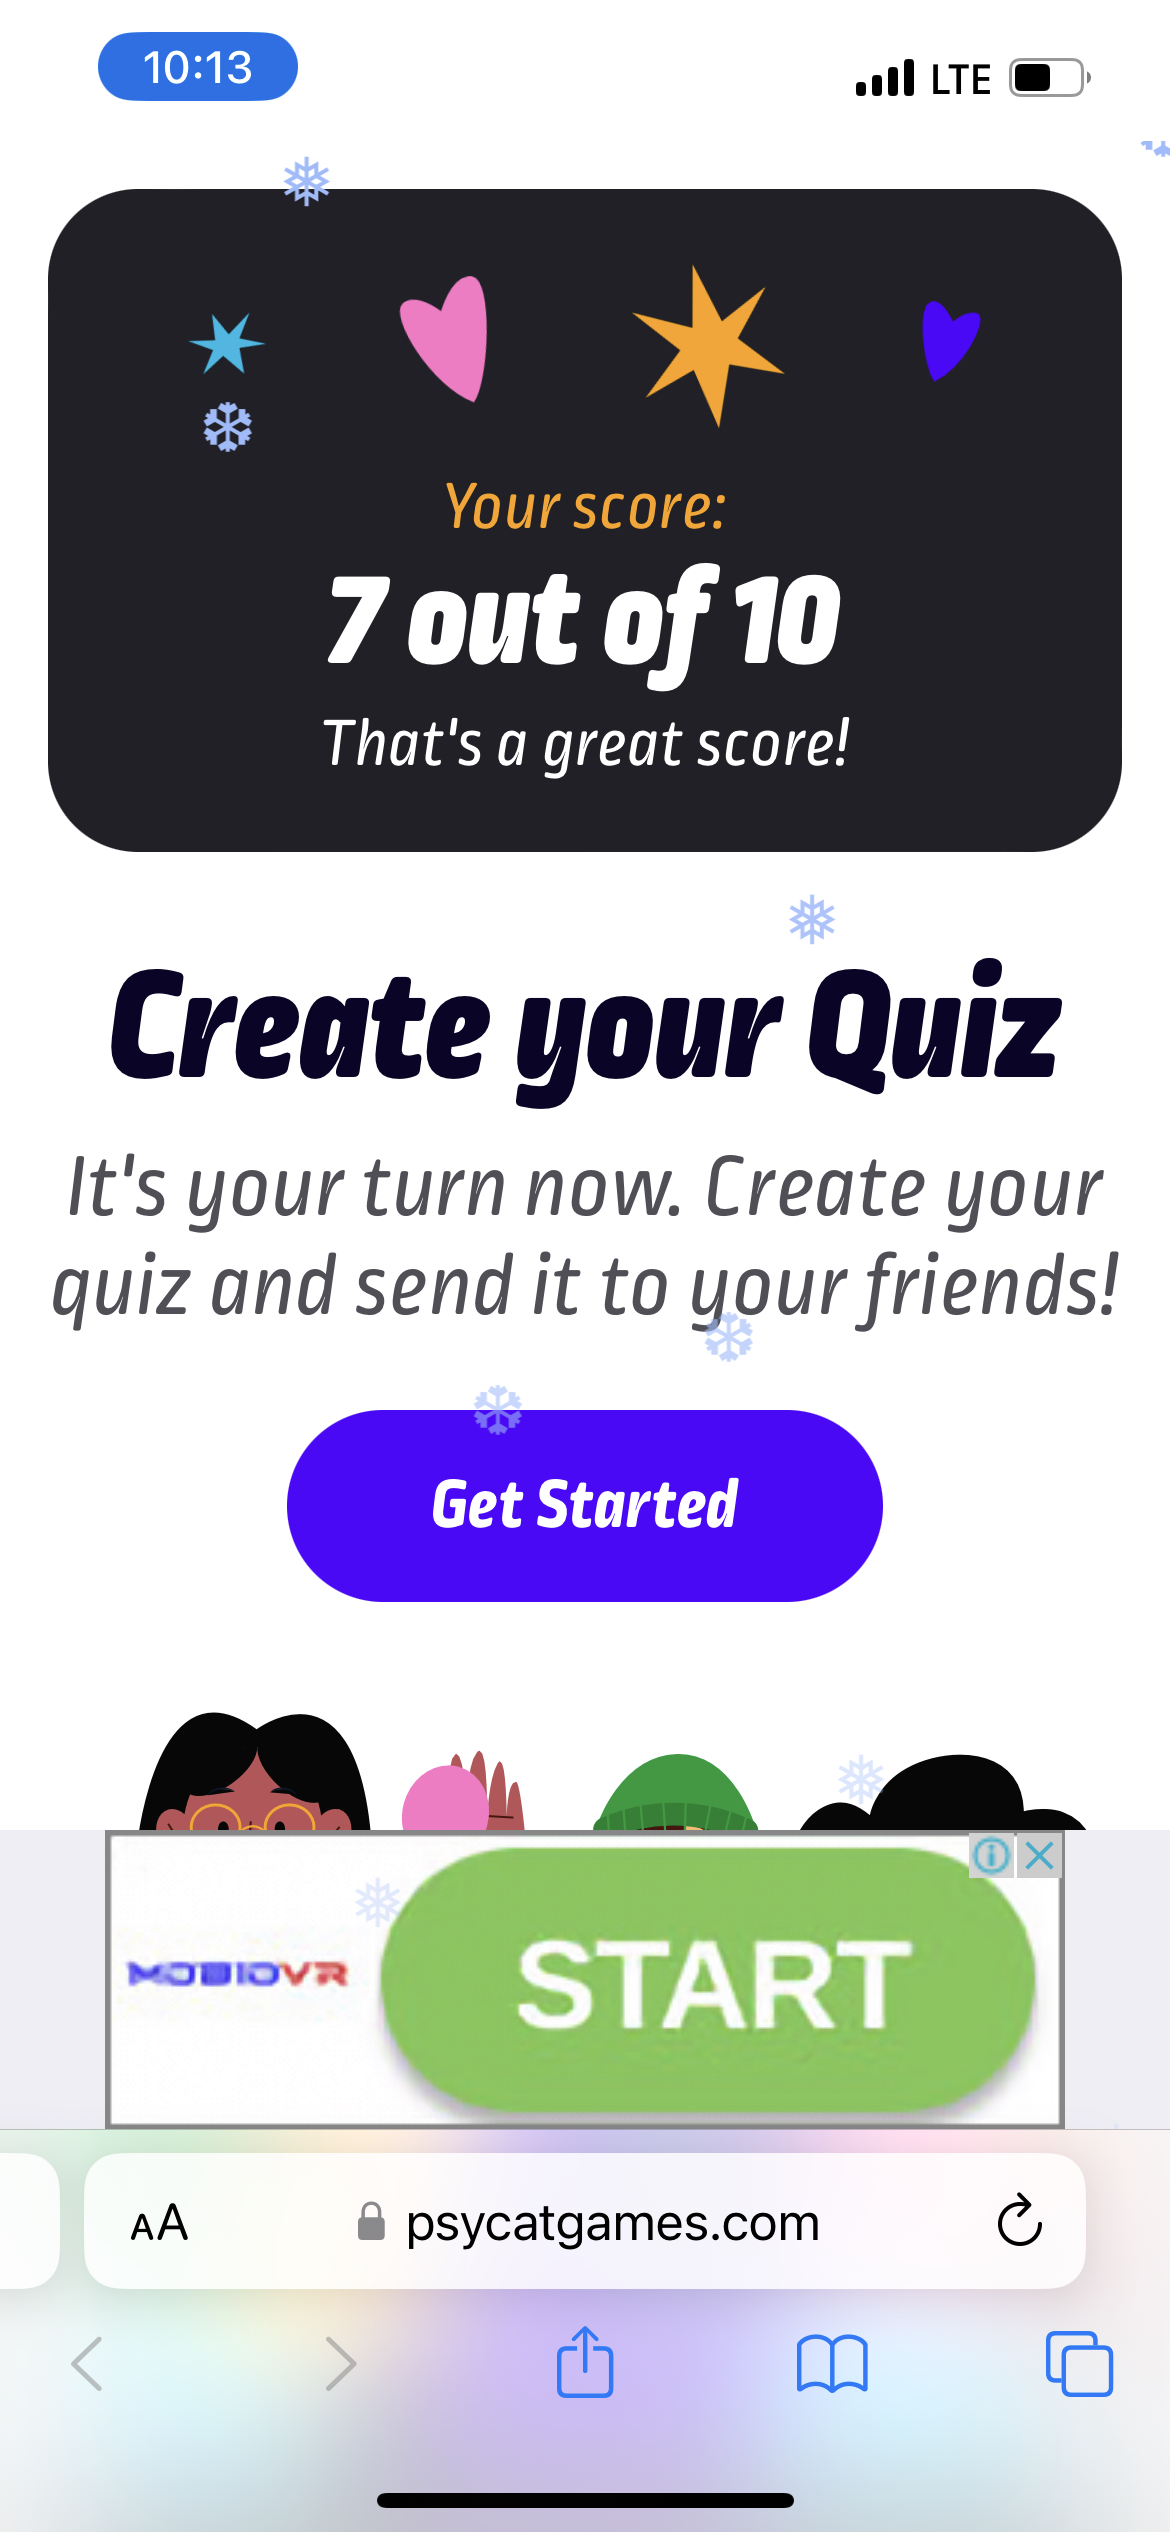 10:13
LTE
Your score:
7 out of 10
That's a great score!
Create your Quiz
It's your turn now. Create your
quiz and send it to your friends!
Get Started
MOBIOVR
START
AA
psycatgames.com